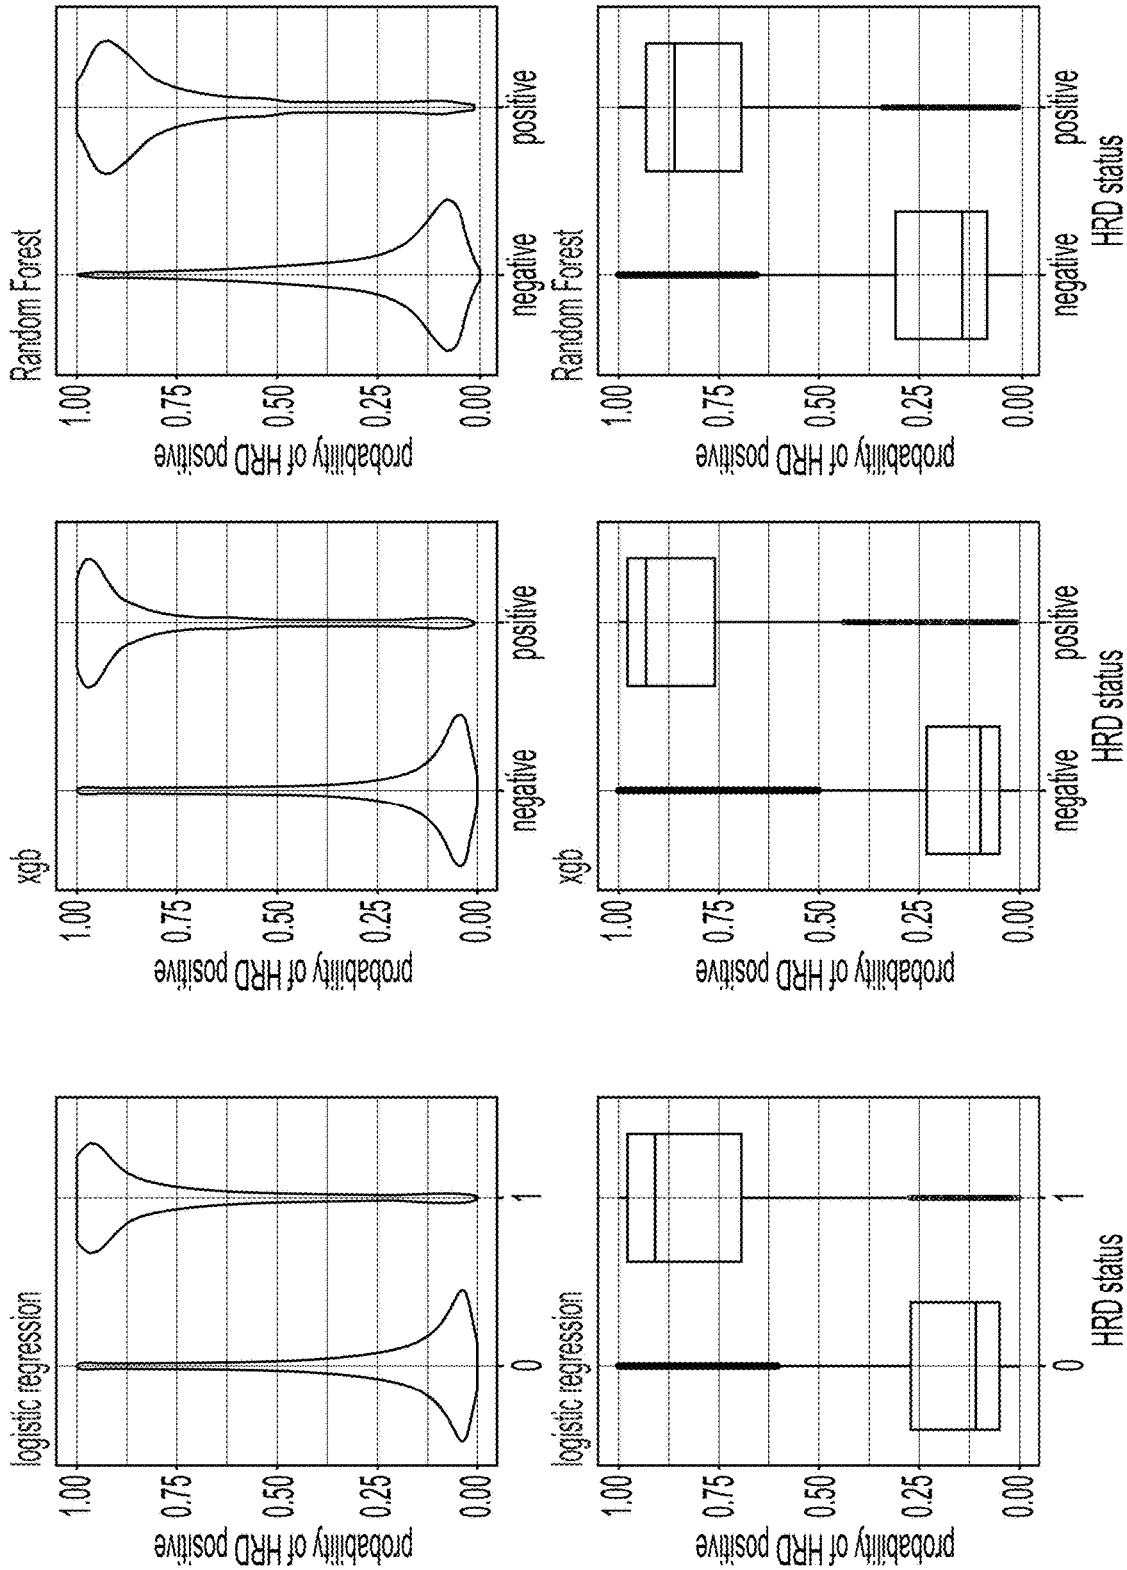 logistic regression
probability of HRD positive
1.00
0.75
0.50
0.25
0.00
0
1
xgb
probability of HRD positive
1.00
0.75
0.50
0.25
0.00
negative
positive
Random Forest
probability of HRD positive
1.00
0.75
0.50
0.25
0.00
negative
positive
logistic regression
probability of HRD positive
1.00
0.75
0.50
0.25
0.00
0
1
HRD status
xgb
probability of HRD positive
1.00
0.75
0.50
0.25
0.00
negative
positive
HRD status
Random Forest
probability of HRD positive
1.00
0.75
0.50
0.25
0.00
negative
positive
HRD status